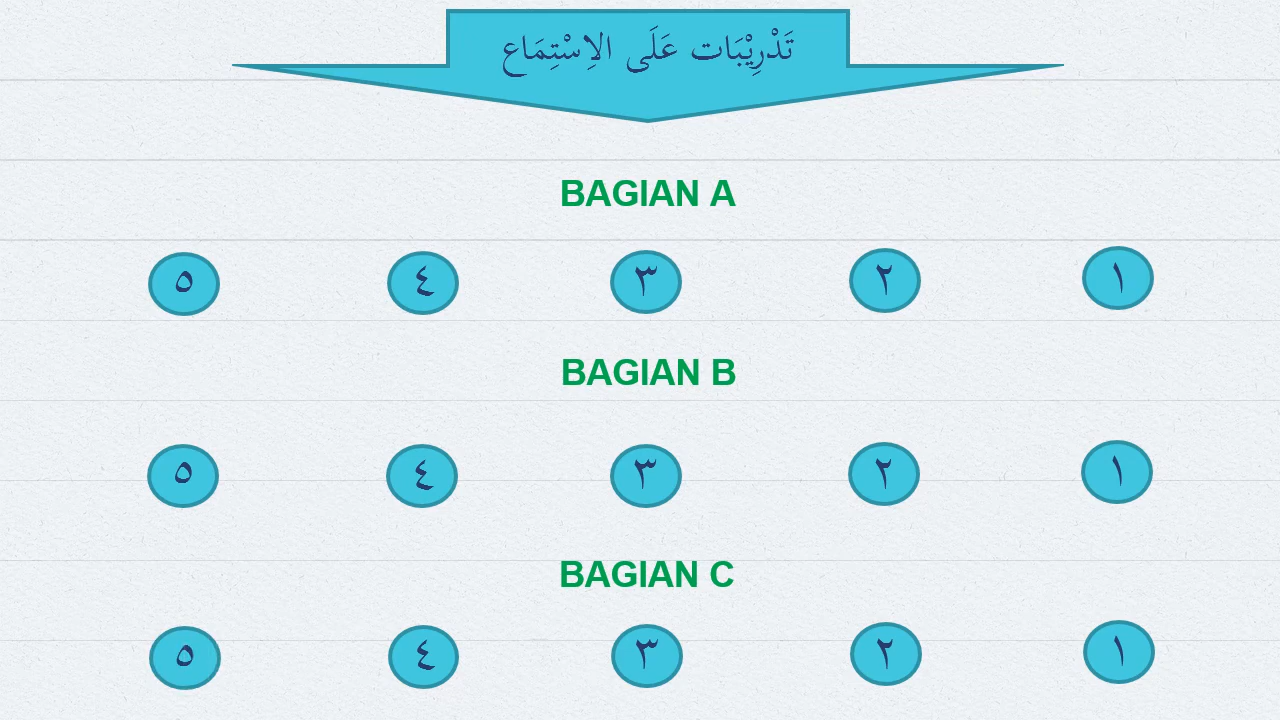 تَدْرِيْبَات عَلَى الاِسْتِمَاع
BAGIAN A
١ ٢ ٣ ٤ ٥
BAGIAN B
١ ٢ ٣ ٤ ٥
BAGIAN C
١ ٢ ٣ ٤ ٥